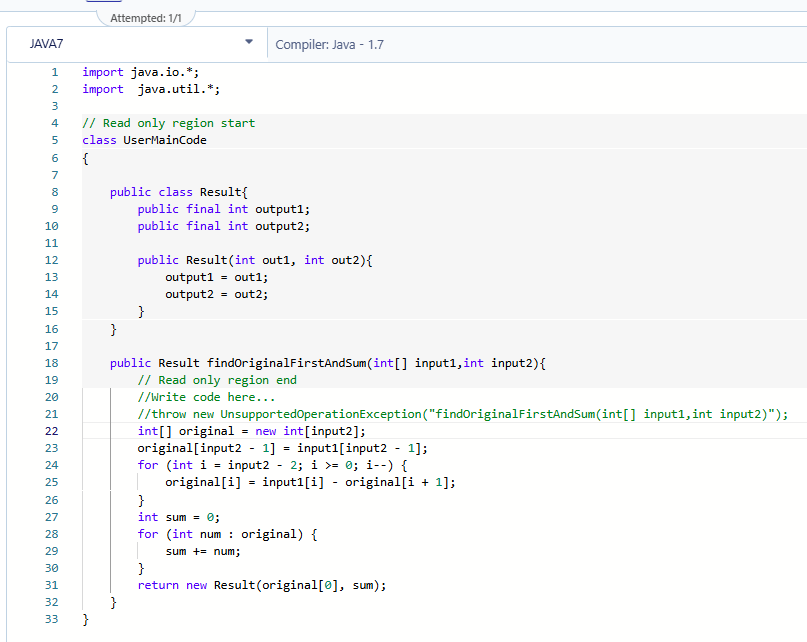 Attempted: 1/1
JAVA7
Compiler: Java - 1.7
1 import java.io.*;
2 import  java.util.*;
3
4 // Read only region start
5 class UserMainCode
6 {
7
8     public class Result{
9         public final int output1;
10         public final int output2;
11
12         public Result(int out1, int out2){
13             output1 = out1;
14             output2 = out2;
15         }
16     }
17
18     public Result findOriginalFirstAndSum(int[] input1,int input2){
19         // Read only region end
20         //Write code here...
21         //throw new UnsupportedOperationException("findOriginalFirstAndSum(int[] input1,int input2)");
22         int[] original = new int[input2];
23         original[input2 - 1] = input1[input2 - 1];
24         for (int i = input2 - 2; i >= 0; i--) {
25             original[i] = input1[i] - original[i + 1];
26         }
27         int sum = 0;
28         for (int num : original) {
29             sum += num;
30         }
31         return new Result(original[0], sum);
32     }
33 }